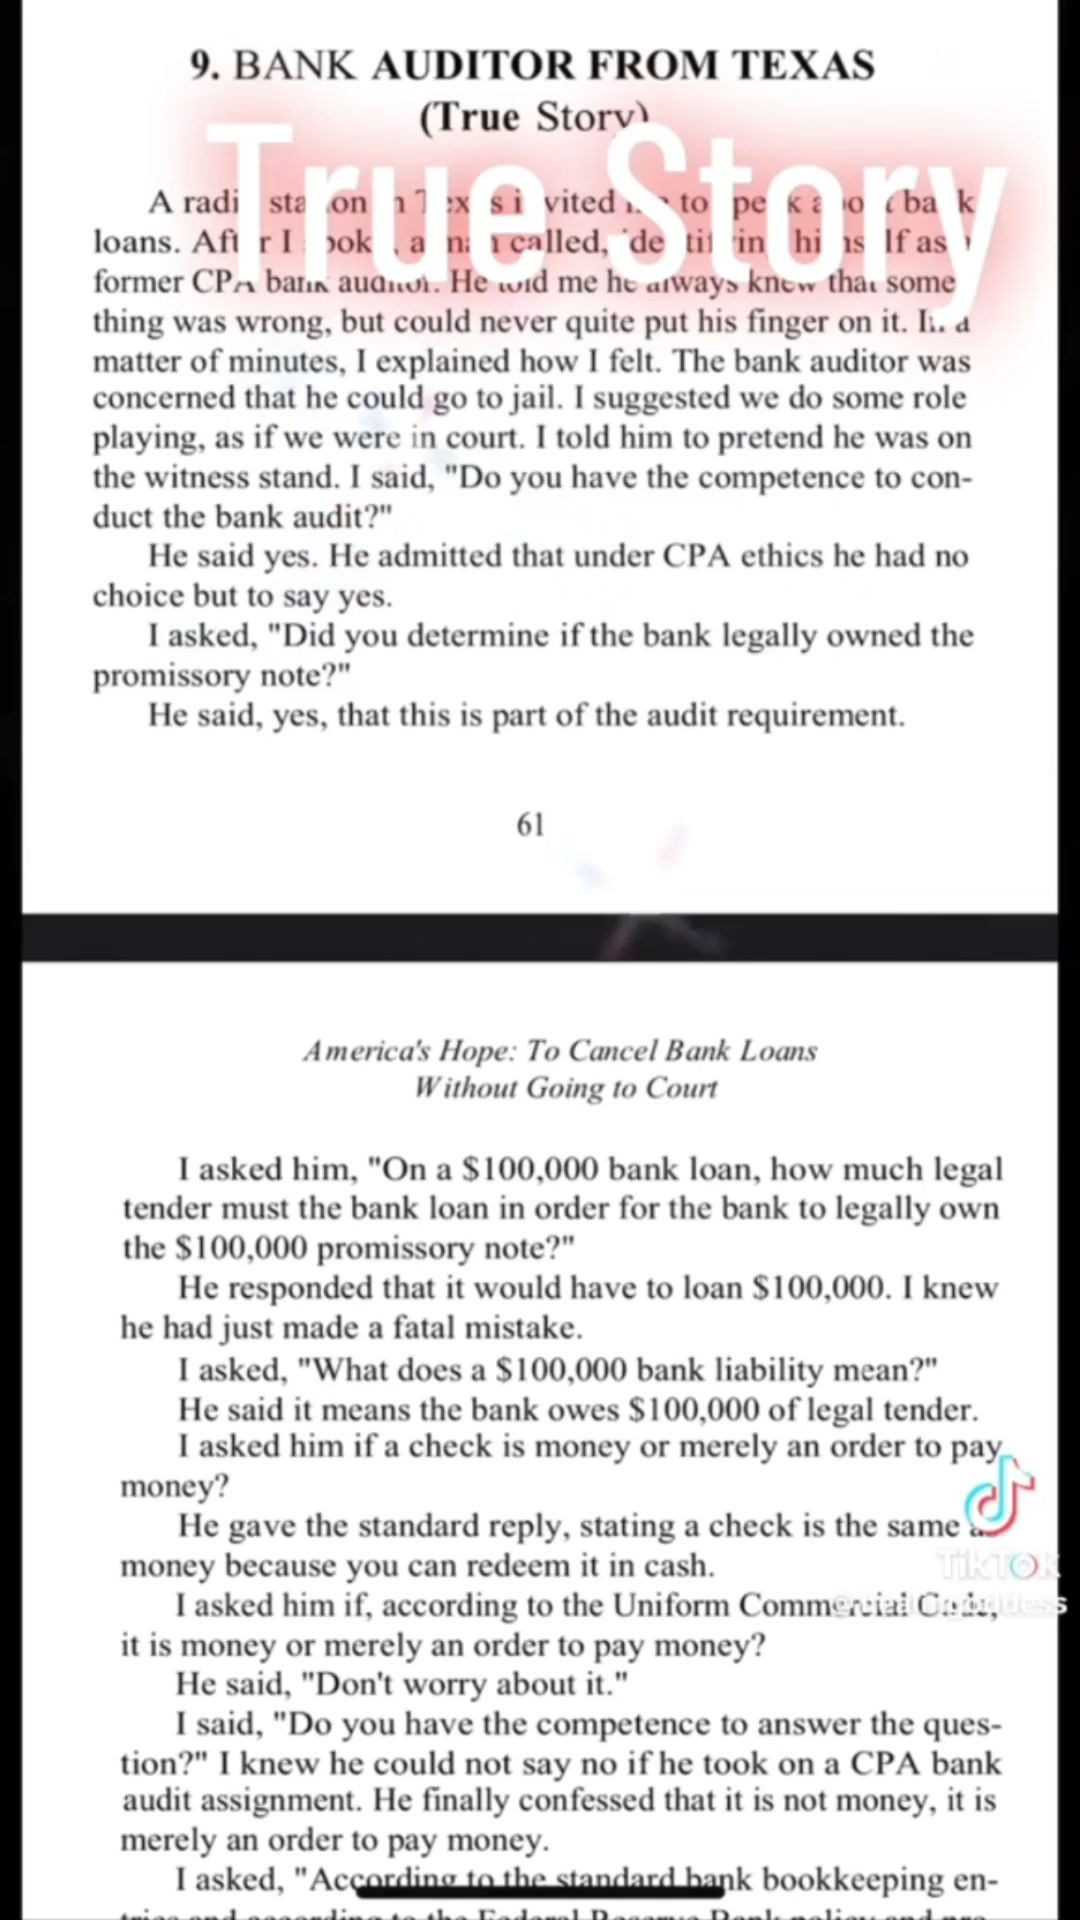 9. BANK AUDITOR FROM TEXAS
(True Story)
True Story
A radi sta on n Tex s i vited to pe k a bo t ba k
loans. Aft r I pok a m n called, de ti in hi ns lf as
former CPA bank auditor. He told me he always knew that some
thing was wrong, but could never quite put his finger on it. In a
matter of minutes, I explained how I felt. The bank auditor was
concerned that he could go to jail. I suggested we do some role
playing, as if we were in court. I told him to pretend he was on
the witness stand. I said, "Do you have the competence to con-
duct the bank audit?"
He said yes. He admitted that under CPA ethics he had no
choice but to say yes.
I asked, "Did you determine if the bank legally owned the
promissory note?"
He said, yes, that this is part of the audit requirement.
61
America's Hope: To Cancel Bank Loans
Without Going to Court
I asked him, "On a $100,000 bank loan, how much legal
tender must the bank loan in order for the bank to legally own
the $100,000 promissory note?"
He responded that it would have to loan $100,000. I knew
he had just made a fatal mistake.
I asked, "What does a $100,000 bank liability mean?"
He said it means the bank owes $100,000 of legal tender.
I asked him if a check is money or merely an order to pay
money?
He gave the standard reply, stating a check is the same as
money because you can redeem it in cash.
I asked him if, according to the Uniform Commercial Code,
it is money or merely an order to pay money?
He said, "Don't worry about it."
I said, "Do you have the competence to answer the ques-
tion?" I knew he could not say no if he took on a CPA bank
audit assignment. He finally confessed that it is not money, it is
merely an order to pay money.
I asked, "According to the standard bank bookkeeping en-
TikTok